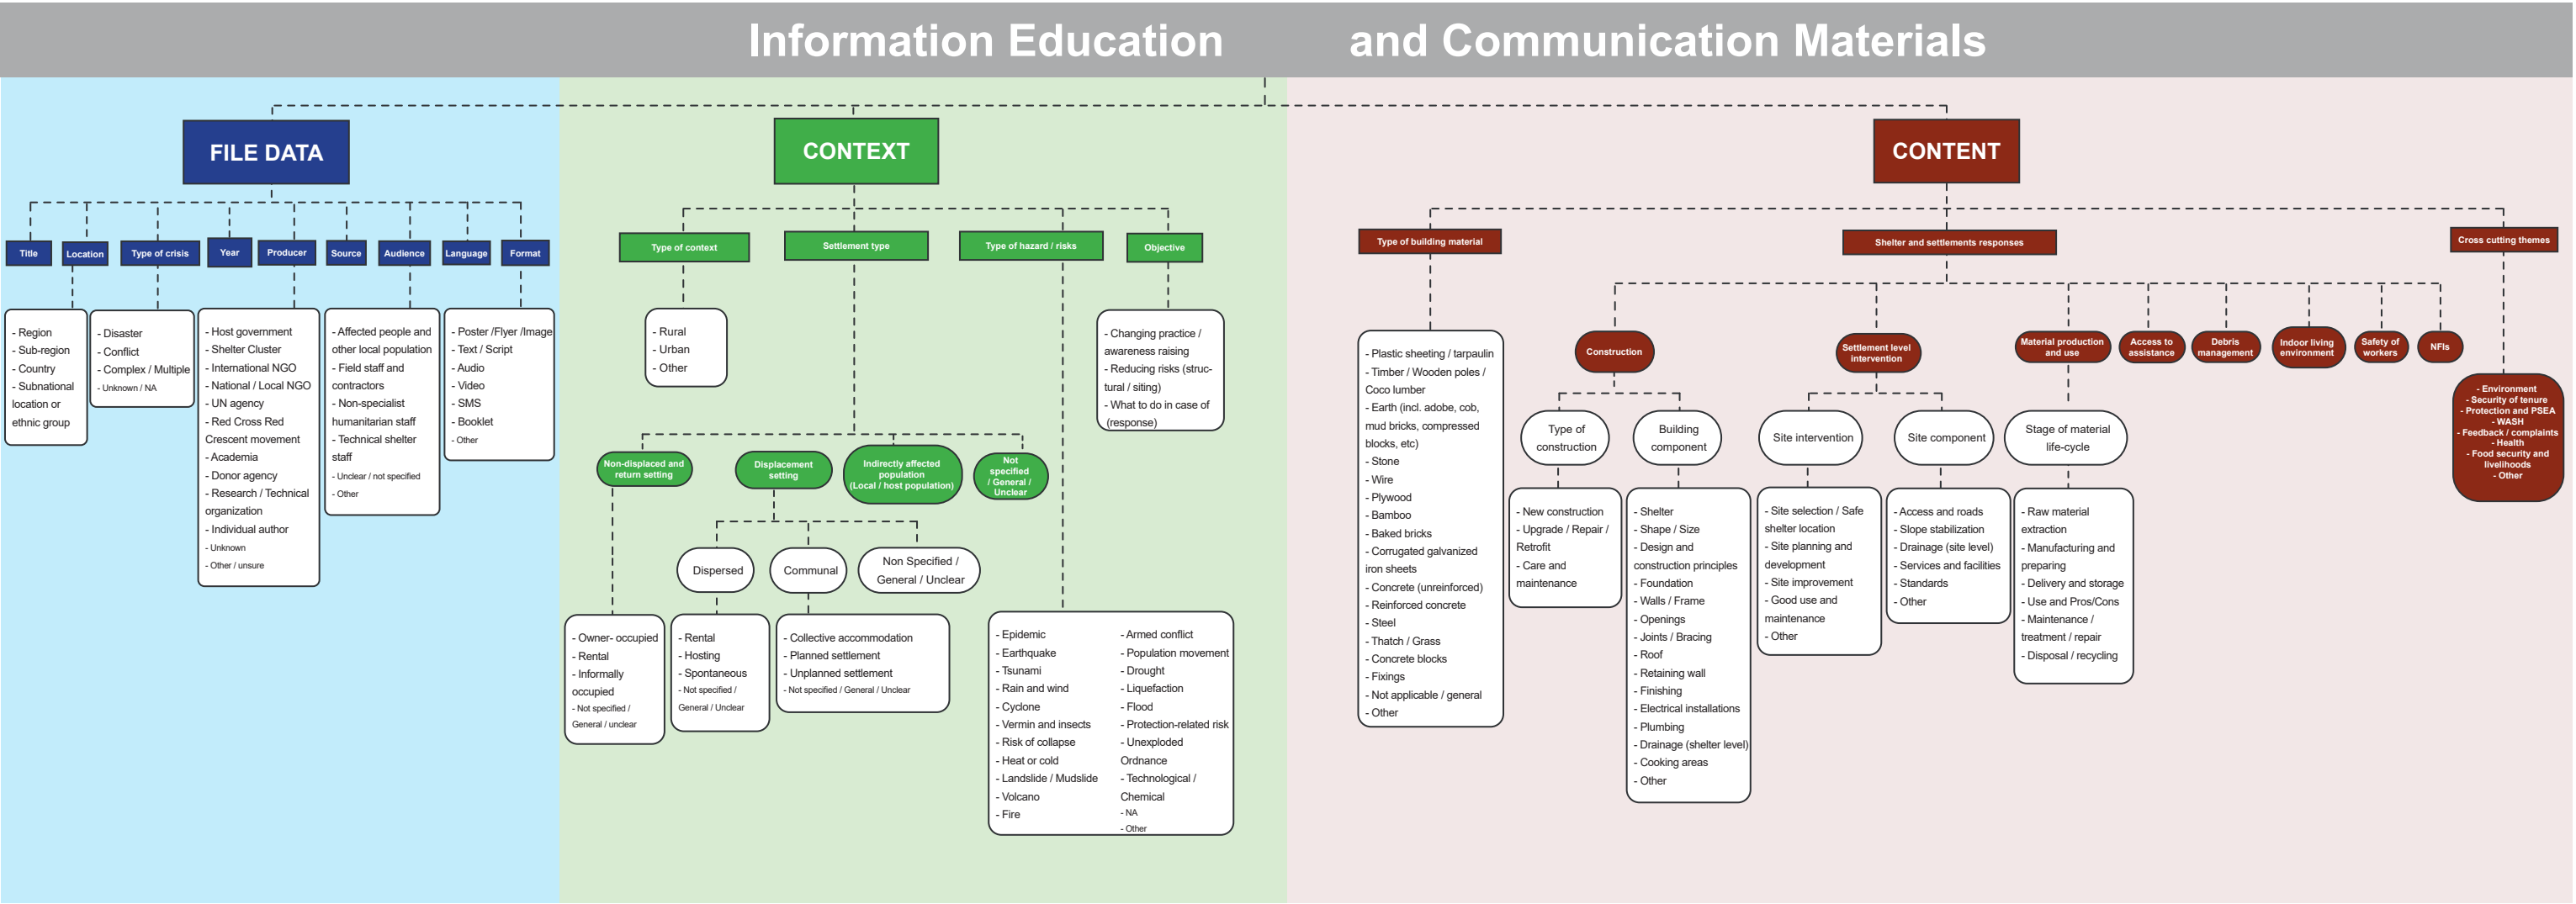 Information Education and Communication Materials
FILE DATA
Title
Location
Type of crisis
Year
Producer
Source
Audience
Language
Format
- Region
- Sub-region
- Country
- Subnational
location or
ethnic group
- Disaster
- Conflict
- Complex / Multiple
- Unknown / NA
- Host government
- Shelter Cluster
- International NGO
- National / Local NGO
- UN agency
- Red Cross Red
Crescent movement
- Academia
- Donor agency
- Research / Technical
organization
- Individual author
- Unknown
- Other / unsure
- Affected people and
other local population
- Field staff and
contractors
- Non-specialist
humanitarian staff
- Technical shelter
staff
- Unclear / not specified
- Other
- Poster /Flyer /Image
- Text / Script
- Audio
- Video
- SMS
- Booklet
- Other
CONTEXT
Type of context
Settlement type
Type of hazard / risks
Objective
- Rural
- Urban
- Other
- Changing practice /
awareness raising
- Reducing risks (struc-
tural / siting)
- What to do in case of
(response)
Non-displaced and
return setting
Displacement
setting
Indirectly affected
population
(Local / host population)
Not
specified
/ General /
Unclear
Dispersed
Communal
Non Specified /
General / Unclear
- Owner- occupied
- Rental
- Informally
occupied
- Not specified /
General / unclear
- Rental
- Hosting
- Spontaneous
- Not specified /
General / Unclear
- Collective accommodation
- Planned settlement
- Unplanned settlement
- Not specified / General / Unclear
- Epidemic
- Earthquake
- Tsunami
- Rain and wind
- Cyclone
- Vermin and insects
- Risk of collapse
- Heat or cold
- Landslide / Mudslide
- Volcano
- Fire
- Armed conflict
- Population movement
- Drought
- Liquefaction
- Flood
- Protection-related risk
- Unexploded
Ordnance
- Technological /
Chemical
- NA
- Other
CONTENT
Type of building material
Shelter and settlements responses
Cross cutting themes
- Plastic sheeting / tarpaulin
- Timber / Wooden poles /
Coco lumber
- Earth (incl. adobe, cob,
mud bricks, compressed
blocks, etc)
- Stone
- Wire
- Plywood
- Bamboo
- Baked bricks
- Corrugated galvanized
iron sheets
- Concrete (unreinforced)
- Reinforced concrete
- Steel
- Thatch / Grass
- Concrete blocks
- Fixings
- Not applicable / general
- Other
Construction
Settlement level
intervention
Material production
and use
Access to
assistance
Debris
management
Indoor living
environment
Safety of
workers
NFIs
Type of
construction
Building
component
Site intervention
Site component
Stage of material
life-cycle
- New construction
- Upgrade / Repair /
Retrofit
- Care and
maintenance
- Shelter
- Shape / Size
- Design and
construction principles
- Foundation
- Walls / Frame
- Openings
- Joints / Bracing
- Roof
- Retaining wall
- Finishing
- Electrical installations
- Plumbing
- Drainage (shelter level)
- Cooking areas
- Other
- Site selection / Safe
shelter location
- Site planning and
development
- Site improvement
- Good use and
maintenance
- Other
- Access and roads
- Slope stabilization
- Drainage (site level)
- Services and facilities
- Standards
- Other
- Raw material
extraction
- Manufacturing and
preparing
- Delivery and storage
- Use and Pros/Cons
- Maintenance /
treatment / repair
- Disposal / recycling
- Environment
- Security of tenure
- Protection and PSEA
- WASH
- Feedback / complaints
- Health
- Food security and
livelihoods
- Other